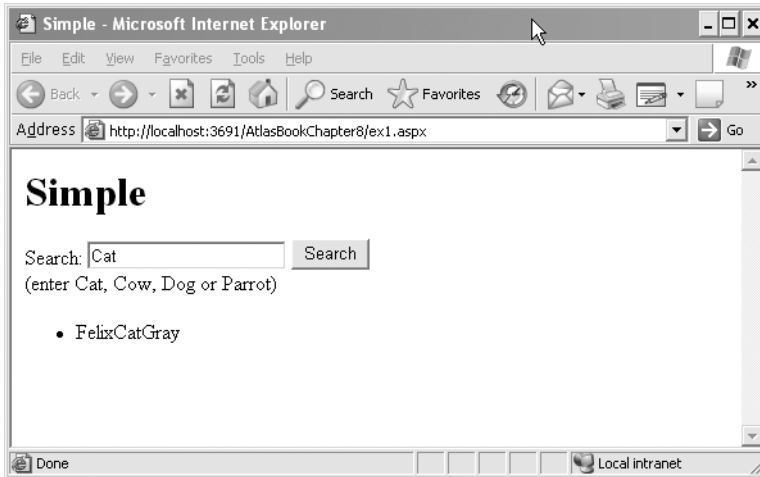 Simple - Microsoft Internet Explorer
File Edit View Favorites Tools Help
Back Search Favorites »
Address http://localhost:3691/AtlasBookChapter8/ex1.aspx Go
Simple
Search: Cat Search
(enter Cat, Cow, Dog or Parrot)
• FelixCatGray
Done Local intranet